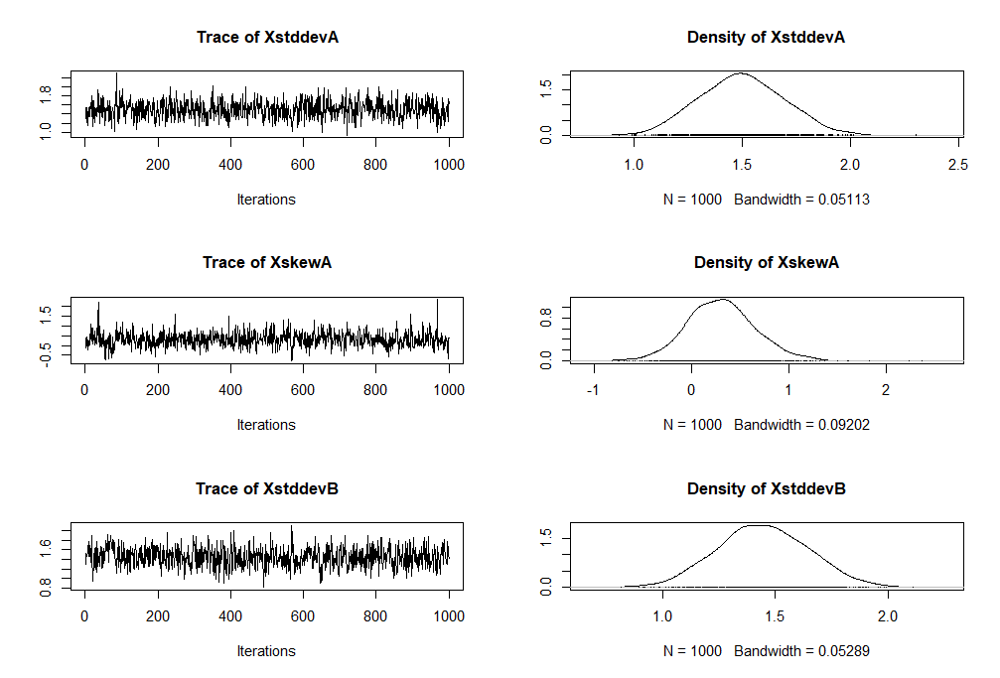 Trace of XstddevA
1.0 1.8
0 200 400 600 800 1000
Iterations
Density of XstddevA
0.0 1.5
1.0 1.5 2.0 2.5
N = 1000 Bandwidth = 0.05113
Trace of XskewA
-0.5 1.5
0 200 400 600 800 1000
Iterations
Density of XskewA
0.0 0.8
-1 0 1 2
N = 1000 Bandwidth = 0.09202
Trace of XstddevB
0.8 1.6
0 200 400 600 800 1000
Iterations
Density of XstddevB
0.0 1.5
1.0 1.5 2.0
N = 1000 Bandwidth = 0.05289